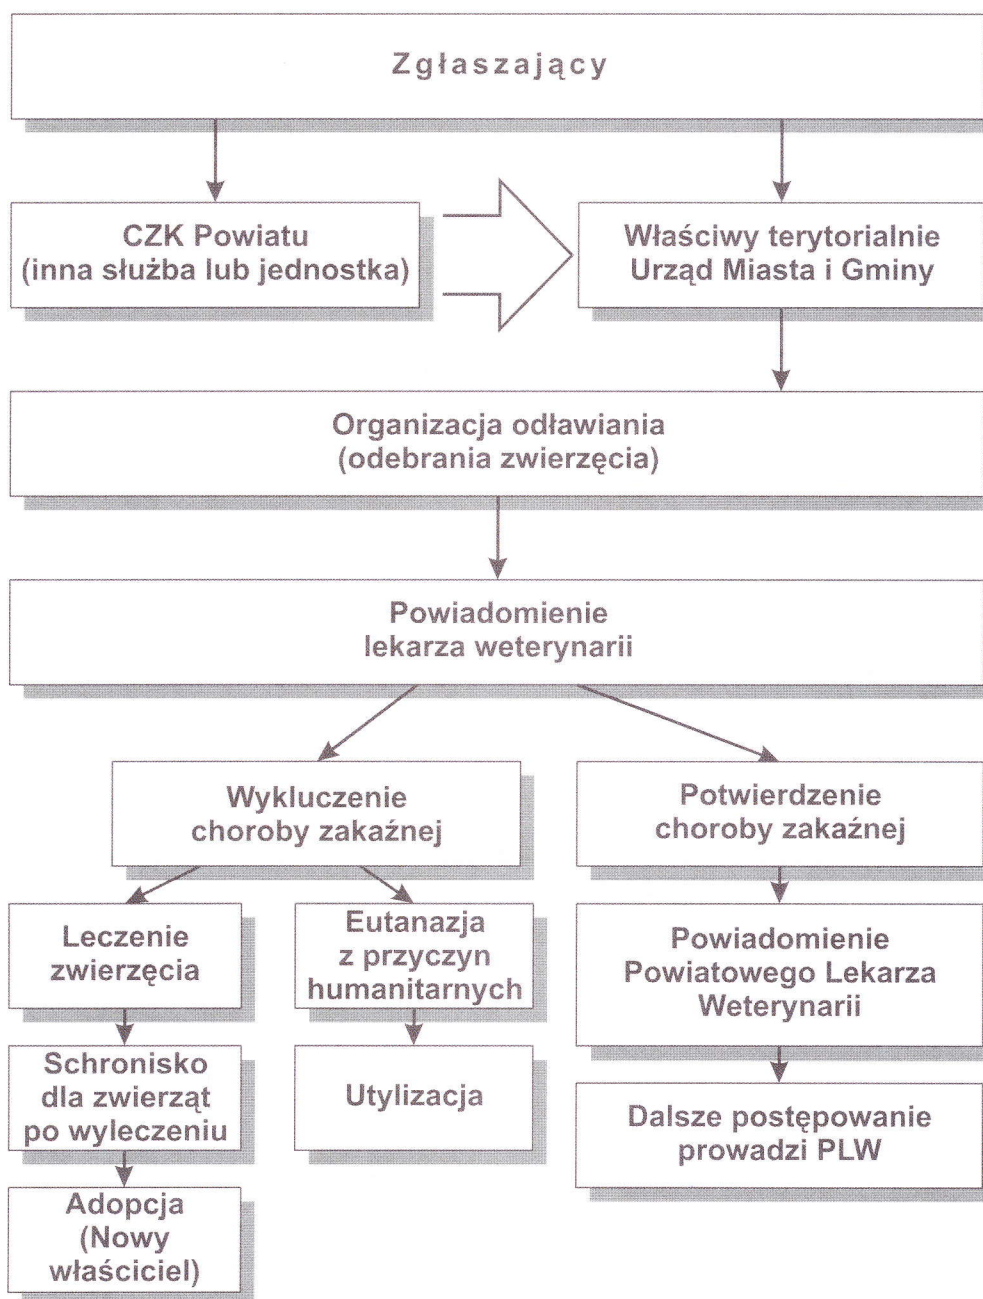 Zgłaszający
CZK Powiatu
(inna służba lub jednostka)
Właściwy terytorialnie
Urząd Miasta i Gminy
Organizacja odławiania
(odebrania zwierzęcia)
Powiadomienie
lekarza weterynarii
Wykluczenie
choroby zakaźnej
Potwierdzenie
choroby zakaźnej
Leczenie
zwierzęcia
Eutanazja
z przyczyn
humanitarnych
Powiadomienie
Powiatowego Lekarza
Weterynarii
Schronisko
dla zwierząt
po wyleczeniu
Utylizacja
Dalsze postępowanie
prowadzi PLW
Adopcja
(Nowy
właściciel)